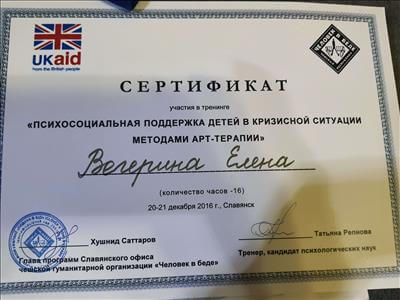 UKaid
from the British people
ЧЕЛОВЕК В БЕДЕ
СЕРТИФИКАТ
участия в тренинге
«ПСИХОСОЦИАЛЬНАЯ ПОДДЕРЖКА ДЕТЕЙ В КРИЗИСНОЙ СИТУАЦИИ
МЕТОДАМИ АРТ-ТЕРАПИИ»
Вегерина Елена
(количество часов -16)
20-21 декабря 2016 г., Славянск
Хушнид Саттаров
Татьяна Репнова
Глава программ Славянского офиса
чешской гуманитарной организации «Человек в беде»
Тренер, кандидат психологических наук